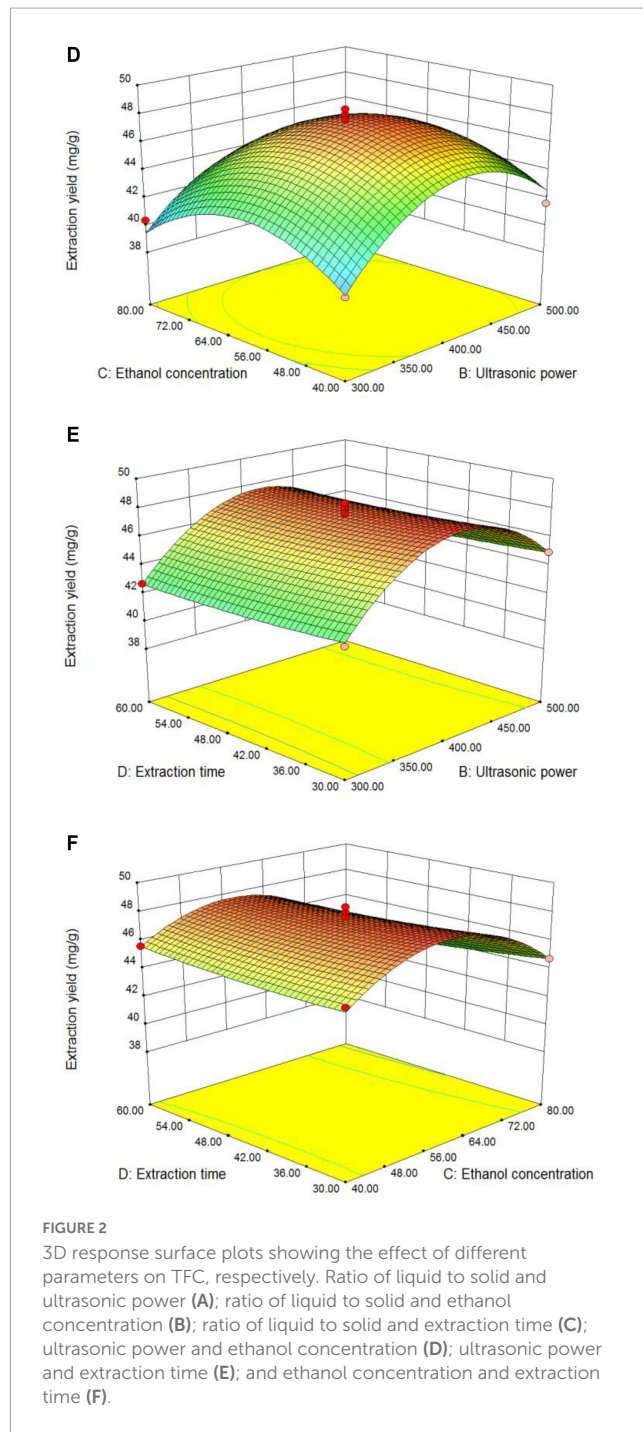 D
50
48
46
44
42
40
38
Extraction yield (mg/g)
80.00
72.00
64.00
56.00
48.00
40.00
300.00
350.00
400.00
450.00
500.00
C: Ethanol concentration
B: Ultrasonic power
E
50
48
46
44
42
40
38
Extraction yield (mg/g)
60.00
54.00
48.00
42.00
36.00
30.00
300.00
350.00
400.00
450.00
500.00
D: Extraction time
B: Ultrasonic power
F
50
48
46
44
42
40
38
Extraction yield (mg/g)
60.00
54.00
48.00
42.00
36.00
30.00
40.00
48.00
56.00
64.00
72.00
80.00
D: Extraction time
C: Ethanol concentration
FIGURE 2
3D response surface plots showing the effect of different
parameters on TFC, respectively. Ratio of liquid to solid and
ultrasonic power (A); ratio of liquid to solid and ethanol
concentration (B); ratio of liquid to solid and extraction time (C);
ultrasonic power and ethanol concentration (D); ultrasonic power
and extraction time (E); and ethanol concentration and extraction
time (F).